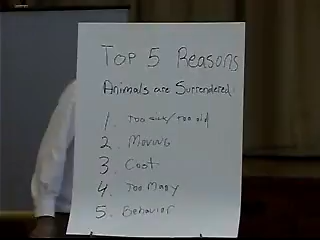 Top 5 Reasons
Animals are Surrendered:
1. Too sick/too old
2. Moving
3. Cost
4. Too Many
5. Behavior